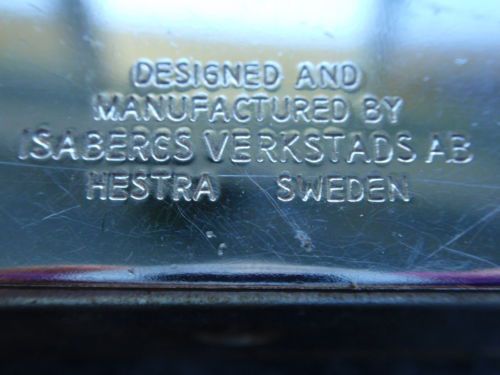 DESIGNED AND
MANUFACTURED BY
ISABERGS VERKSTADS AB
HESTRA SWEDEN